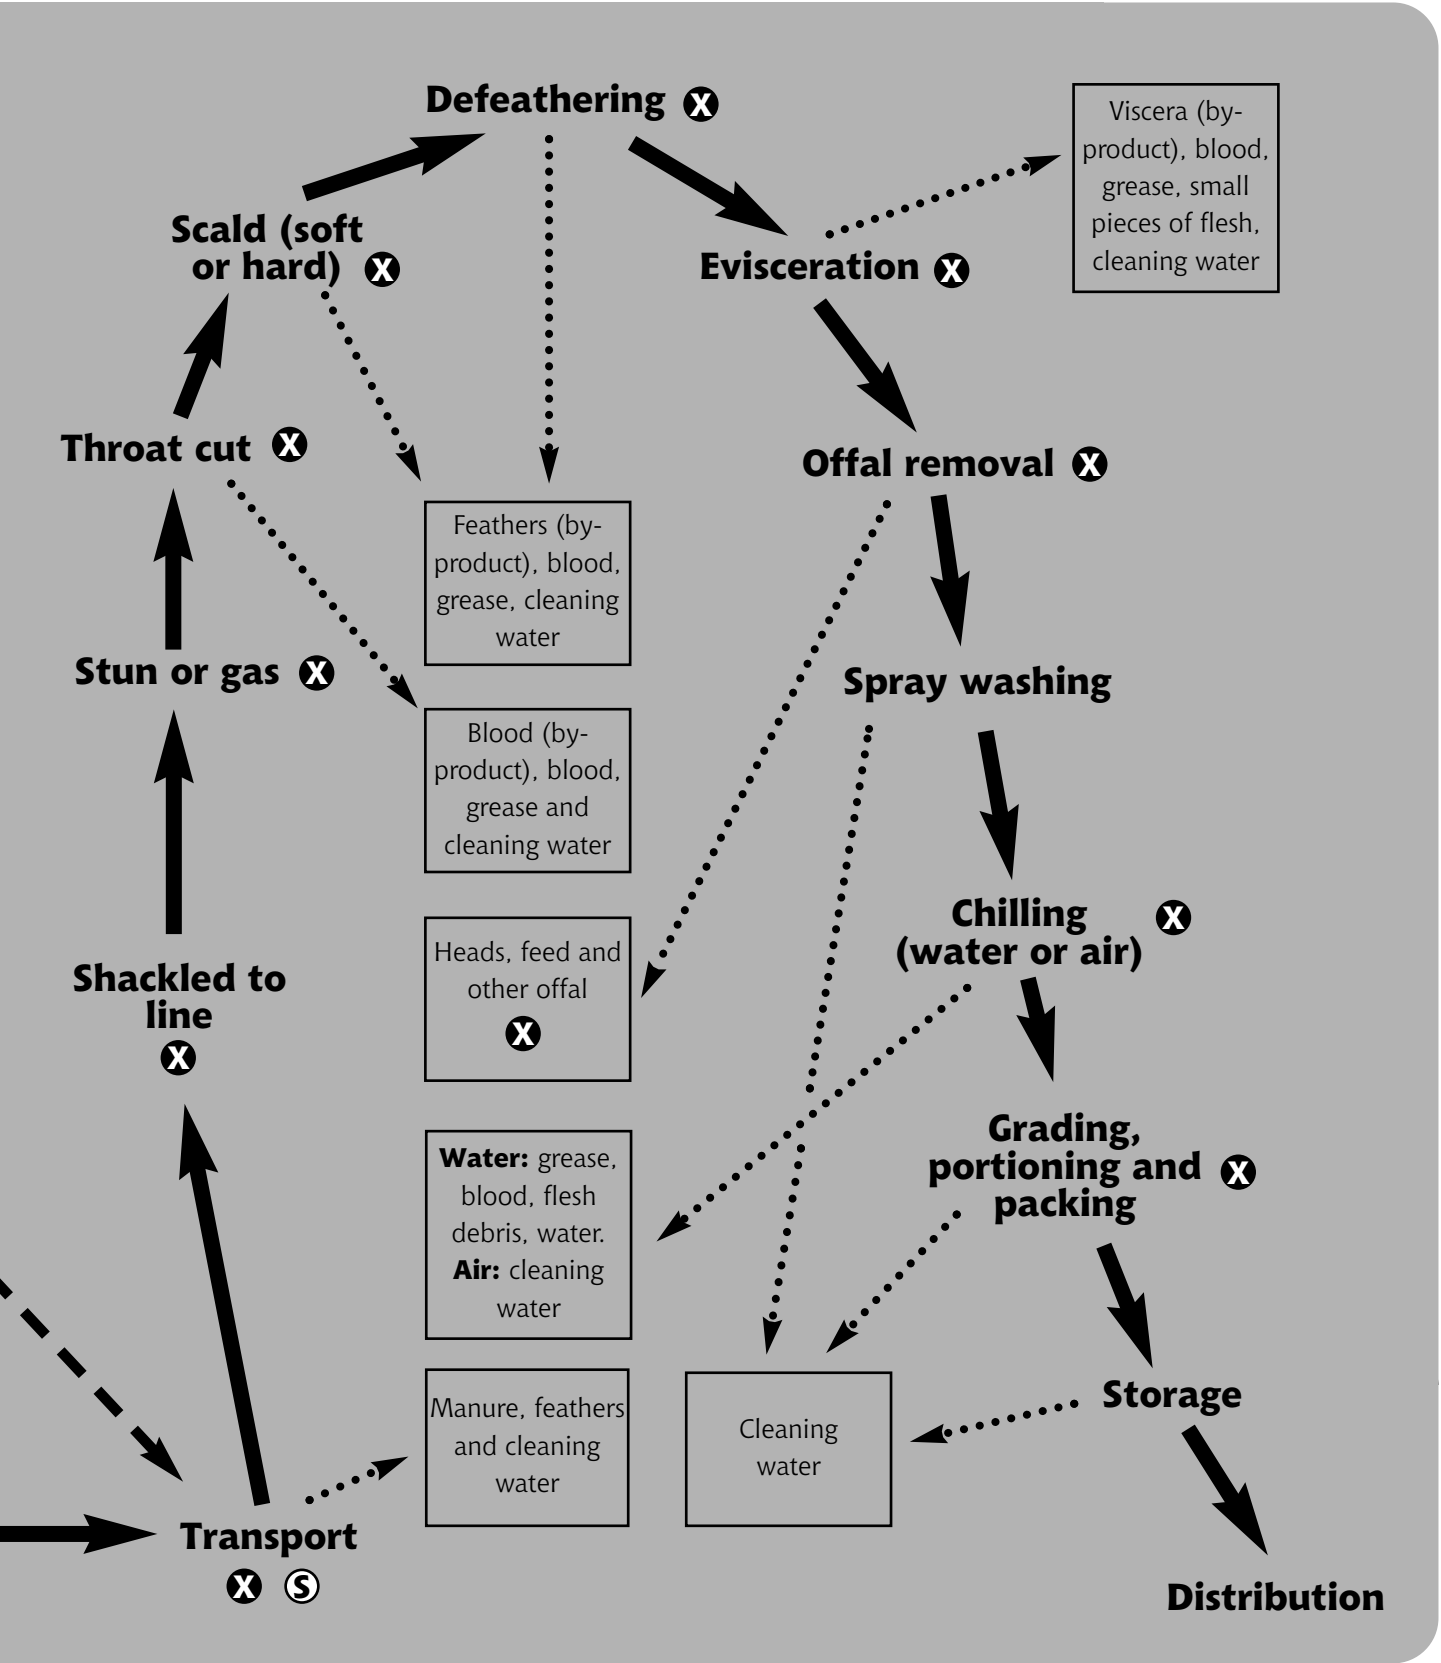 Defeathering X
Viscera (by-
product), blood,
grease, small
pieces of flesh,
cleaning water
Scald (soft
or hard) X
Evisceration X
Throat cut X
Offal removal X
Feathers (by-
product), blood,
grease, cleaning
water
Stun or gas X
Spray washing
Blood (by-
product), blood,
grease and
cleaning water
Chilling
(water or air) X
Heads, feed and
other offal
X
Shackled to
line
X
Grading,
portioning and
packing X
Water: grease,
blood, flesh
debris, water.
Air: cleaning
water
Storage
Manure, feathers
and cleaning
water
Cleaning
water
Transport
X S
Distribution